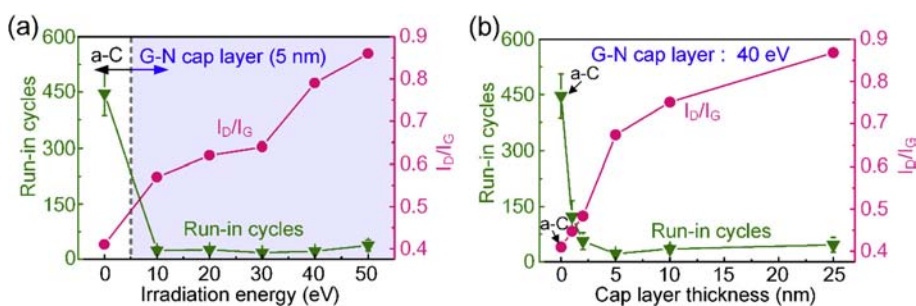 (a)
600
450
300
150
0
Run-in cycles
a-C
G-N cap layer (5 nm)
I_D/I_G
Run-in cycles
0.9
0.8
0.7
0.6
0.5
0.4
I_D/I_G
0 10 20 30 40 50
Irradiation energy (eV)
(b)
600
450
300
150
0
Run-in cycles
G-N cap layer : 40 eV
a-C
I_D/I_G
a-C
Run-in cycles
0.9
0.8
0.7
0.6
0.5
0.4
I_D/I_G
0 5 10 15 20 25
Cap layer thickness (nm)